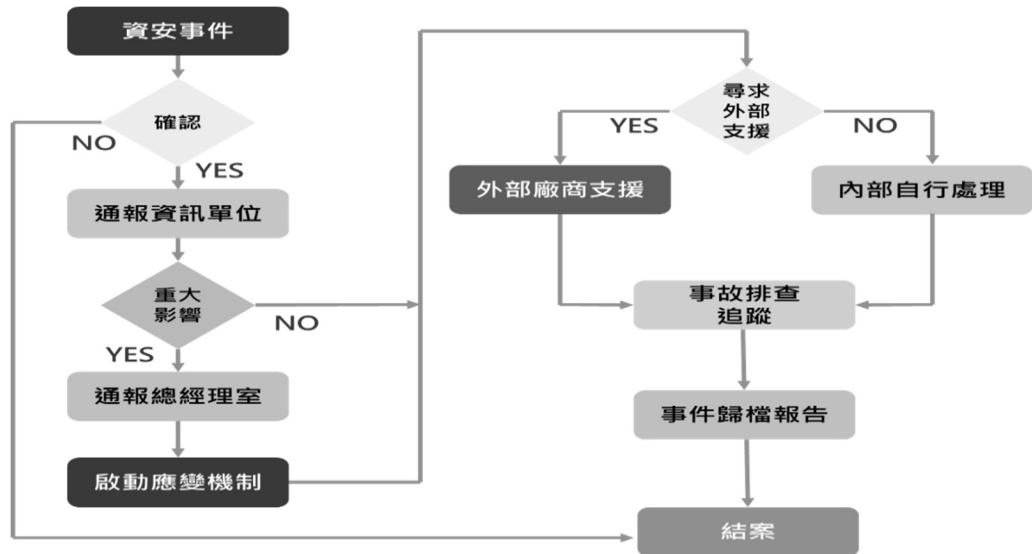 資安事件
確認
NO
YES
通報資訊單位
重大
影響
NO
YES
通報總經理室
啟動應變機制
尋求
外部
支援
YES
NO
外部廠商支援
內部自行處理
事故排查
追蹤
事件歸檔報告
結案